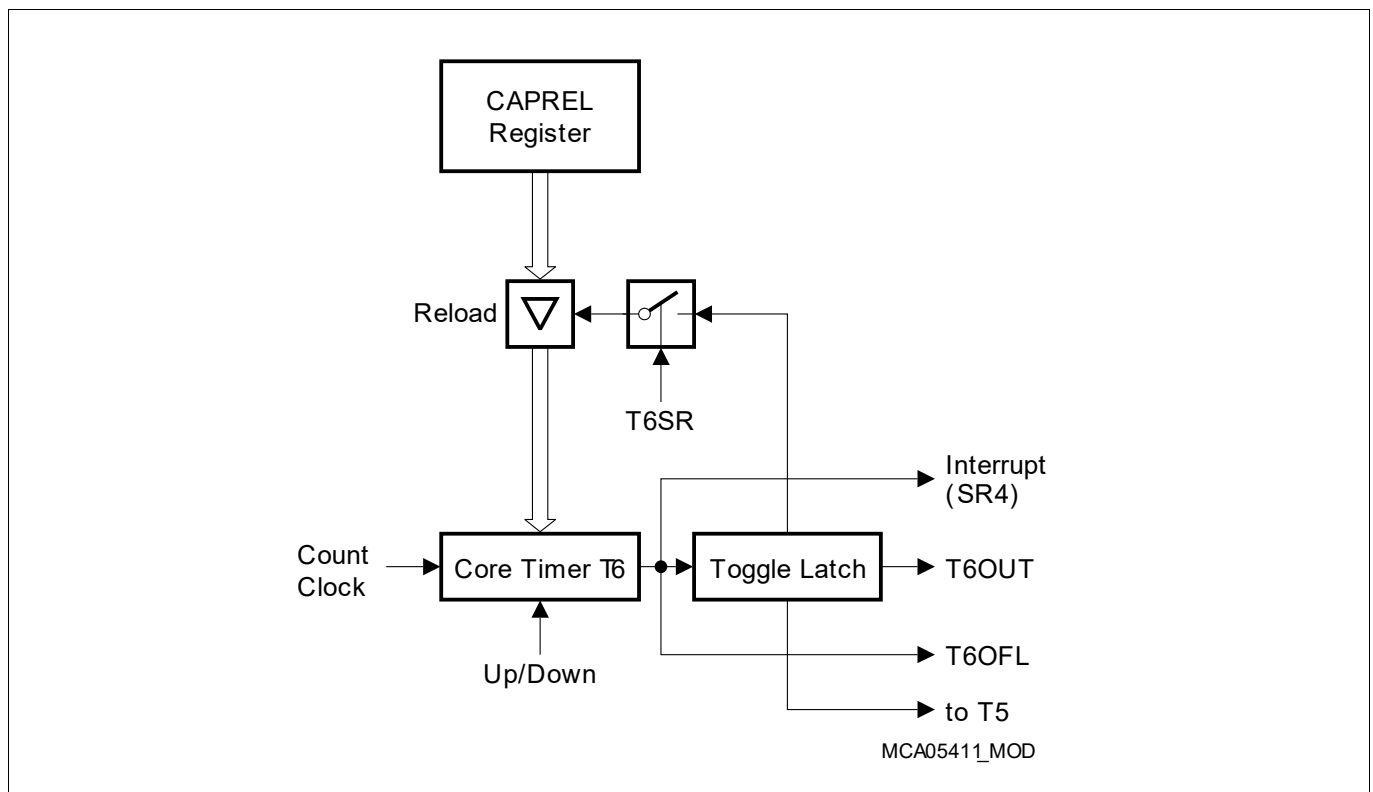 CAPREL
Register
Reload
T6SR
Interrupt
(SR4)
Count
Clock
Core Timer T6
Toggle Latch
T6OUT
Up/Down
T6OFL
to T5
MCA05411_MOD